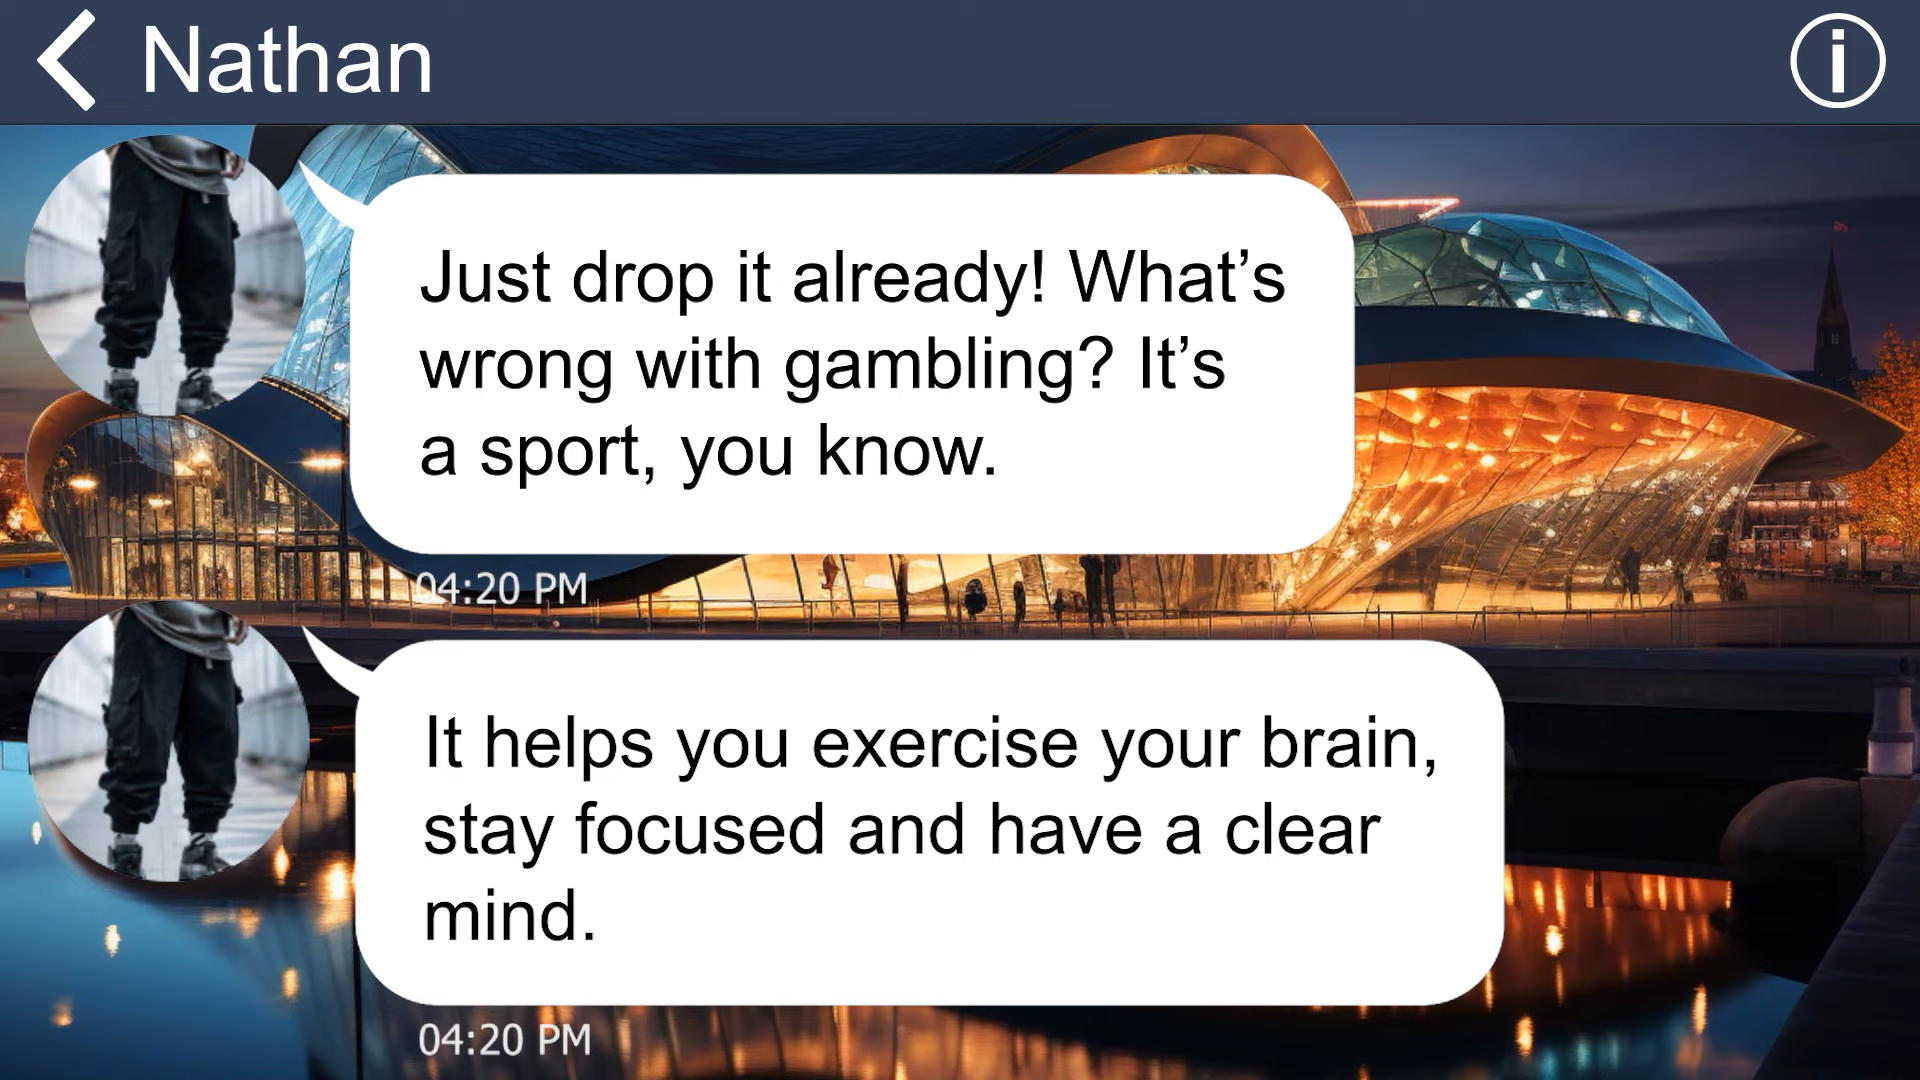 Nathan
Just drop it already! What’s
wrong with gambling? It’s
a sport, you know.
04:20 PM
It helps you exercise your brain,
stay focused and have a clear
mind.
04:20 PM